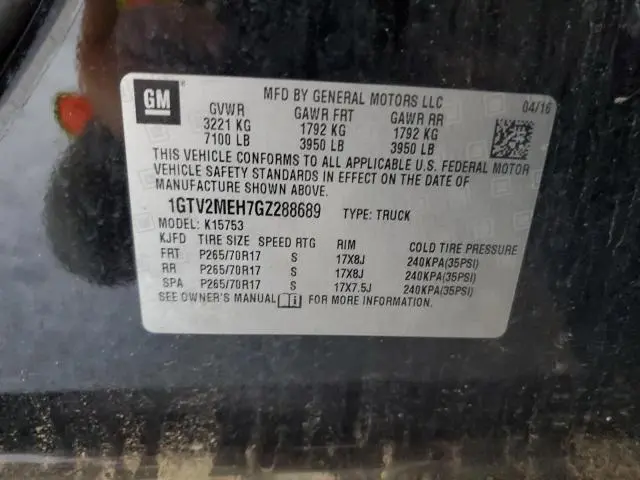 GM
MFD BY GENERAL MOTORS LLC 04/16
GVWR GAWR FRT GAWR RR
3221 KG 1792 KG 1792 KG
7100 LB 3950 LB 3950 LB
THIS VEHICLE CONFORMS TO ALL APPLICABLE U.S. FEDERAL MOTOR
VEHICLE SAFETY STANDARDS IN EFFECT ON THE DATE OF
MANUFACTURE SHOWN ABOVE.
1GTV2MEH7GZ288689 TYPE: TRUCK
MODEL: K15753
KJFD TIRE SIZE SPEED RTG RIM COLD TIRE PRESSURE
FRT P265/70R17 S 17X8J 240KPA(35PSI)
RR P265/70R17 S 17X8J 240KPA(35PSI)
SPA P265/70R17 S 17X7.5J 240KPA(35PSI)
SEE OWNER'S MANUAL FOR MORE INFORMATION.